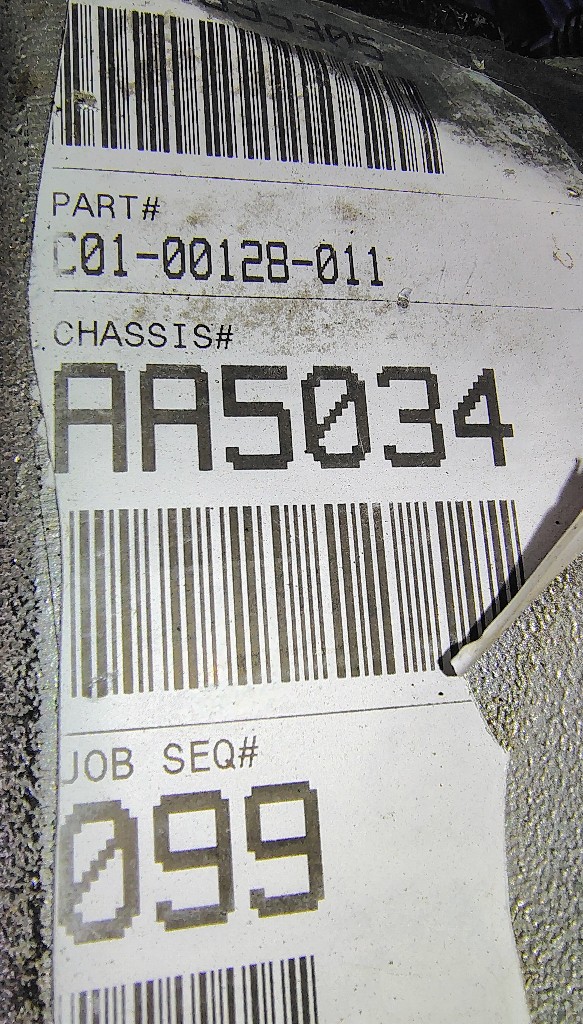 PART#
C01-00128-011
CHASSIS#
AA5034
JOB SEQ#
099